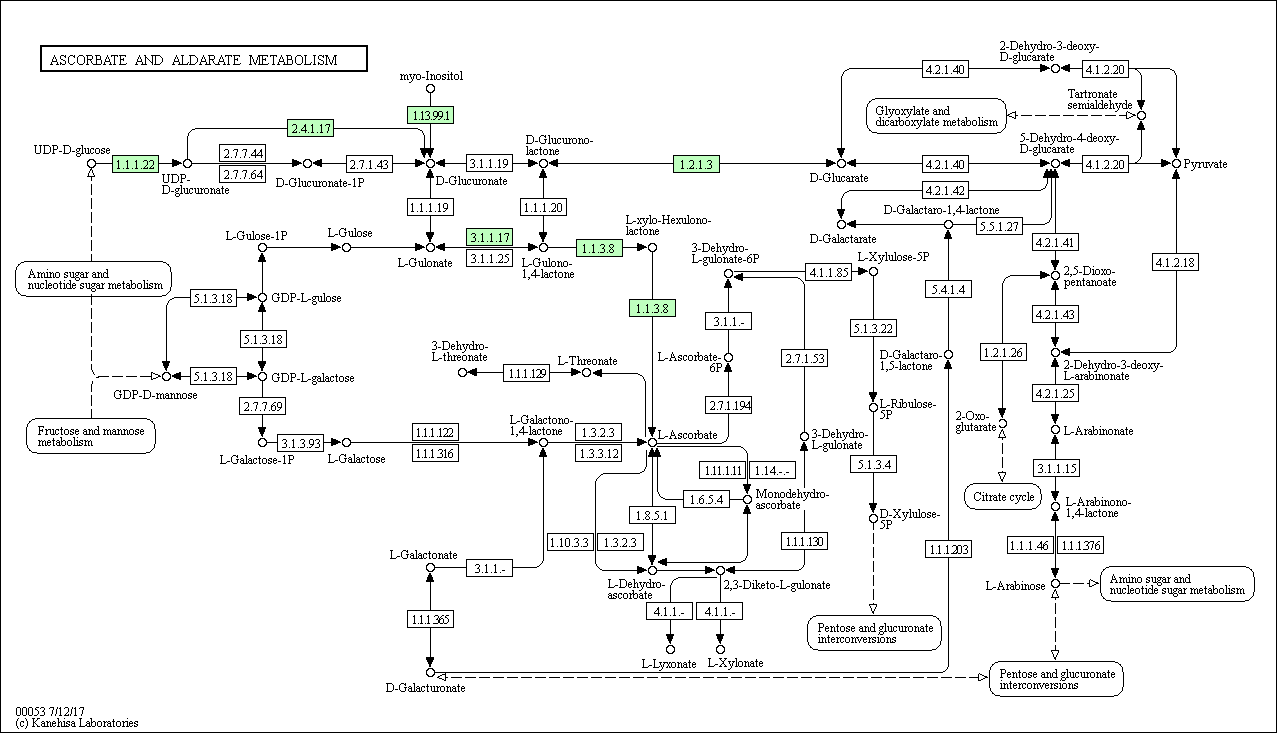 ASCORBATE AND ALDARATE METABOLISM
2-Dehydro-3-deoxy-
D-glucarate
4.2.1.40
4.1.2.20
myo-Inositol
1.13.99.1
Tartronate
semialdehyde
Glyoxylate and
dicarboxylate metabolism
2.4.1.17
UDP-D-glucose
1.1.1.22
UDP-
D-glucuronate
2.7.7.44
2.7.7.64
D-Glucuronate-1P
2.7.1.43
D-Glucuronate
3.1.1.19
D-Glucurono-
lactone
1.2.1.3
D-Glucarate
4.2.1.40
5-Dehydro-4-deoxy-
D-glucarate
4.1.2.20
Pyruvate
4.2.1.42
1.1.1.19
1.1.1.20
L-xylo-Hexulono-
lactone
D-Galactarate
D-Galactaro-1,4-lactone
5.5.1.27
L-Gulose-1P
L-Gulose
L-Gulonate
3.1.1.17
3.1.1.25
L-Gulono-
1,4-lactone
1.1.3.8
3-Dehydro-
L-gulonate-6P
4.1.1.85
L-Xylulose-5P
4.2.1.41
4.1.2.18
Amino sugar and
nucleotide sugar metabolism
2,5-Dioxo-
pentanoate
5.1.3.18
GDP-L-gulose
5.4.1.4
1.1.3.8
3.1.1.-
5.1.3.22
4.2.1.43
5.1.3.18
3-Dehydro-
L-threonate
L-Threonate
L-Ascorbate-
6P
2.7.1.53
D-Galactaro-
1,5-lactone
1.2.1.26
2-Dehydro-3-deoxy-
L-arabinonate
5.1.3.18
GDP-L-galactose
1.1.1.129
GDP-D-mannose
4.2.1.25
2.7.7.69
2.7.1.194
L-Ribulose-
5P
2-Oxo-
glutarate
Fructose and mannose
metabolism
L-Galactose-1P
3.1.3.93
L-Galactose
1.1.1.122
1.1.1.316
L-Galactono-
1,4-lactone
1.3.2.3
1.3.3.12
L-Ascorbate
3-Dehydro-
L-gulonate
L-Arabinonate
1.11.1.11
1.14.-.-
5.1.3.4
3.1.1.15
1.6.5.4
Monodehydro-
ascorbate
Citrate cycle
1.8.5.1
D-Xylulose-
5P
L-Arabinono-
1,4-lactone
1.10.3.3
1.3.2.3
1.1.1.130
1.1.1.203
1.1.1.46
1.1.1.376
L-Galactonate
3.1.1.-
L-Dehydro-
ascorbate
2,3-Diketo-L-gulonate
L-Arabinose
Amino sugar and
nucleotide sugar metabolism
1.1.1.365
4.1.1.-
4.1.1.-
Pentose and glucuronate
interconversions
L-Lyxonate
L-Xylonate
D-Galacturonate
Pentose and glucuronate
interconversions
00053 7/12/17
(c) Kanehisa Laboratories